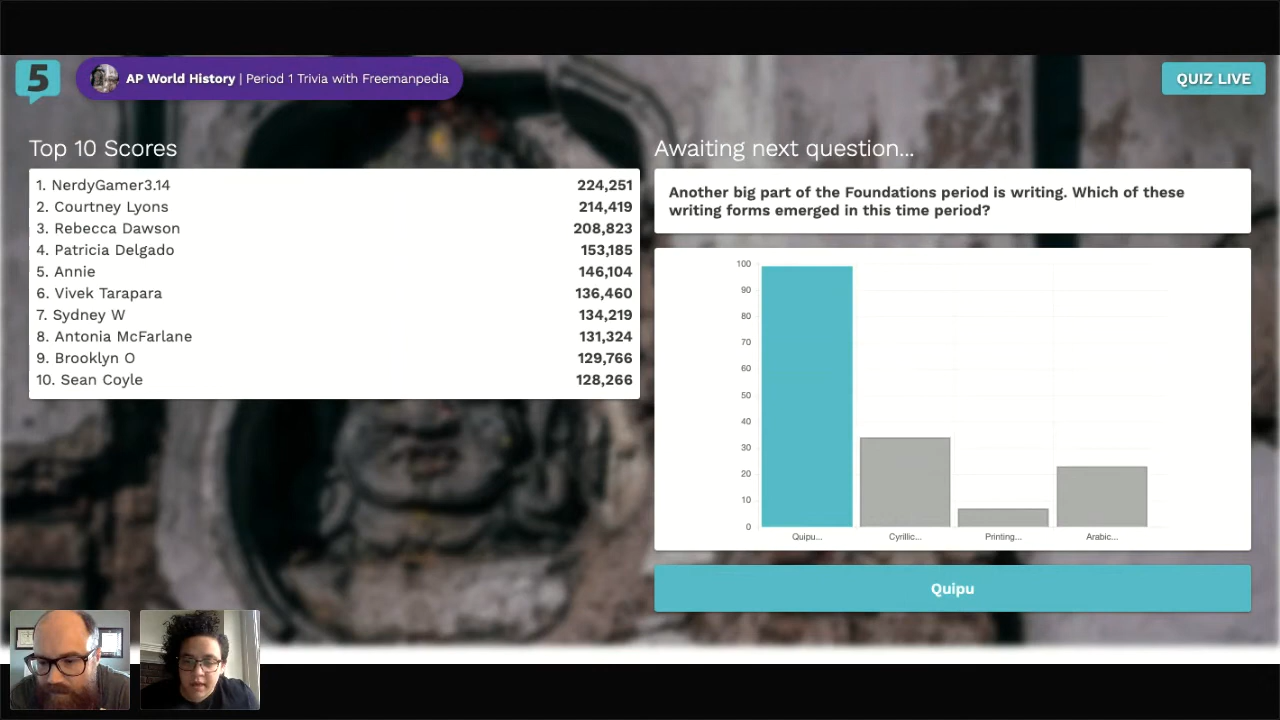 5
AP World History | Period 1 Trivia with Freemanpedia
QUIZ LIVE
Top 10 Scores
1. NerdyGamer3.14 224,251
2. Courtney Lyons 214,419
3. Rebecca Dawson 208,823
4. Patricia Delgado 153,185
5. Annie 146,104
6. Vivek Tarapara 136,460
7. Sydney W 134,219
8. Antonia McFarlane 131,324
9. Brooklyn O 129,766
10. Sean Coyle 128,266
Awaiting next question...
Another big part of the Foundations period is writing. Which of these
writing forms emerged in this time period?
100
90
80
70
60
50
40
30
20
10
0
Quipu... Cyrillic... Printing... Arabic...
Quipu